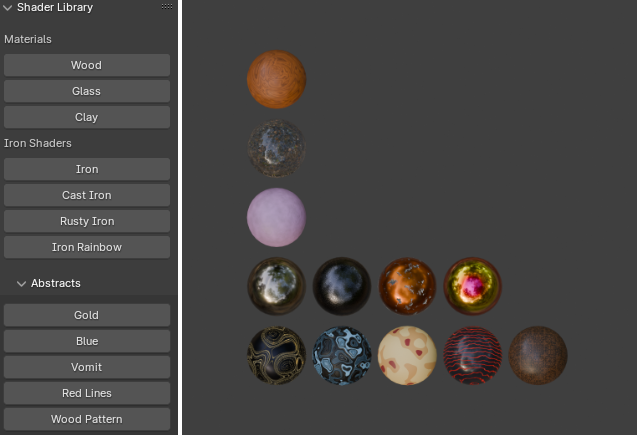 Shader Library
Materials
Wood
Glass
Clay
Iron Shaders
Iron
Cast Iron
Rusty Iron
Iron Rainbow
Abstracts
Gold
Blue
Vomit
Red Lines
Wood Pattern